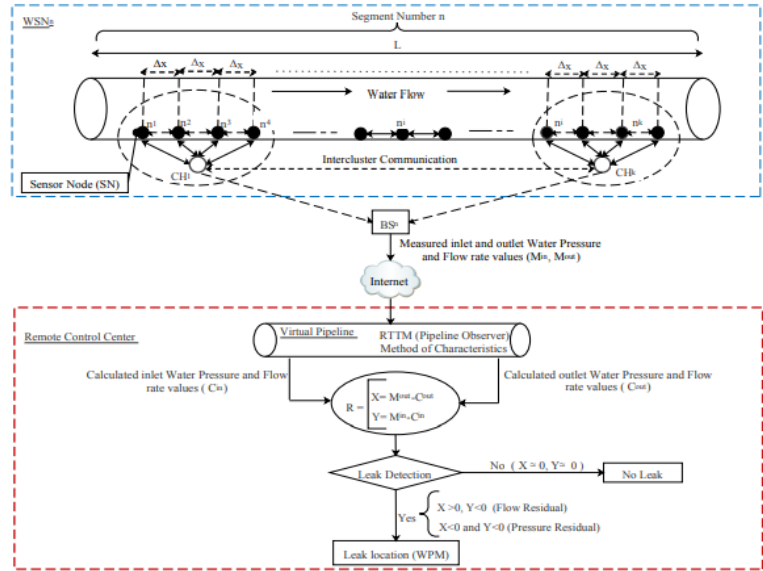 WSNn
Segment Number n
L
Δx Δx Δx Δx Δx Δx
Water Flow
n1 n2 n3 n4 ni ni nk
Intercluster Communication
Sensor Node (SN)
CH1
CHk
BSn
Measured inlet and outlet Water Pressure
and Flow rate values (Min, Mout)
Internet
Remote Control Center
Virtual Pipeline
RTTM (Pipeline Observer)
Method of Characteristics
Calculated inlet Water Pressure and Flow
rate values ( Cin)
Calculated outlet Water Pressure and Flow
rate values ( Cout)
R =
X= Mout-Cout
Y= Min-Cin
Leak Detection
No ( X = 0, Y= 0 )
No Leak
Yes
X >0, Y<0 (Flow Residual)
X<0 and Y<0 (Pressure Residual)
Leak location (WPM)